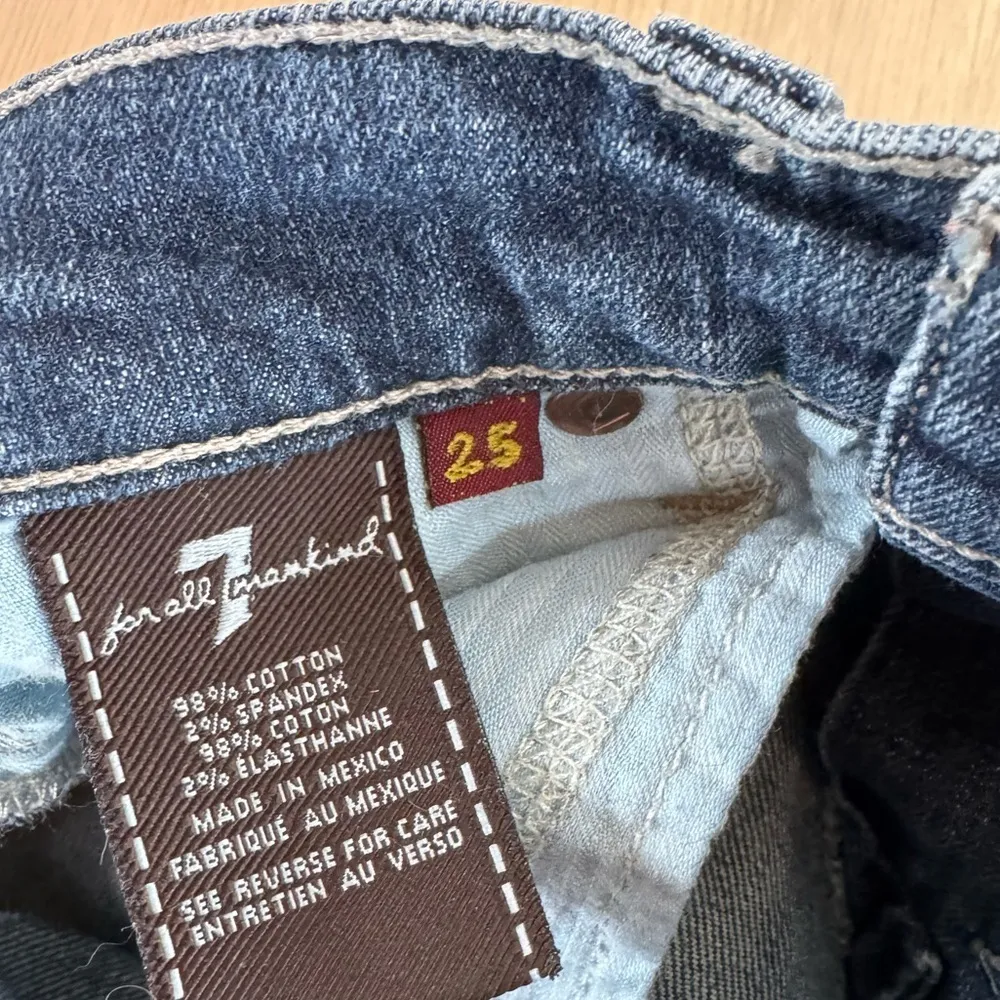 25
for all 7 mankind
98% COTTON
2% SPANDEX
98% COTON
2% ÉLASTHANNE
MADE IN MEXICO
FABRIQUÉ AU MEXIQUE
SEE REVERSE FOR CARE
ENTRETIEN AU VERSO